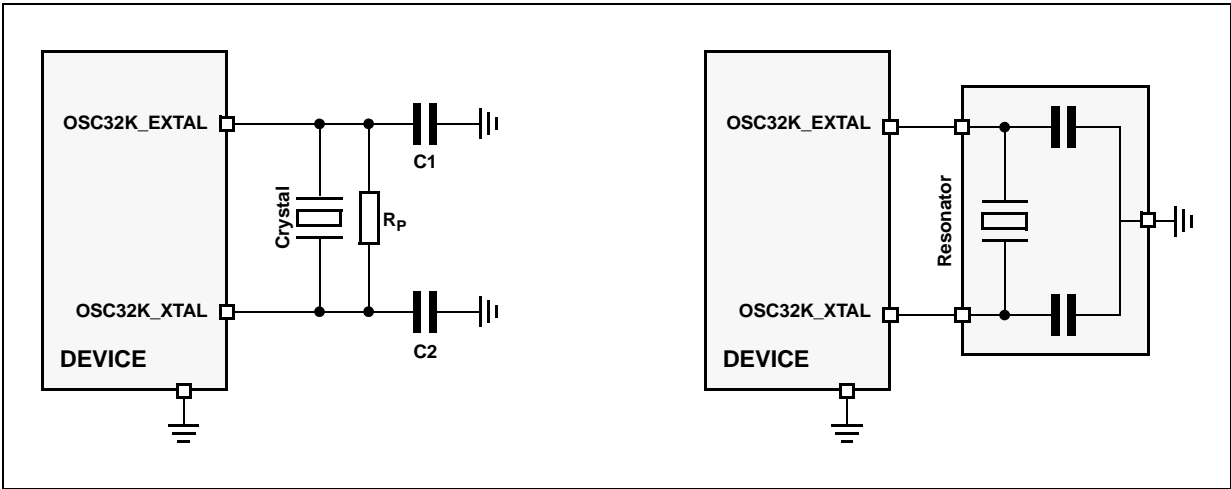 OSC32K_EXTAL
C1
Crystal
RP
OSC32K_XTAL
C2
DEVICE
OSC32K_EXTAL
Resonator
OSC32K_XTAL
DEVICE